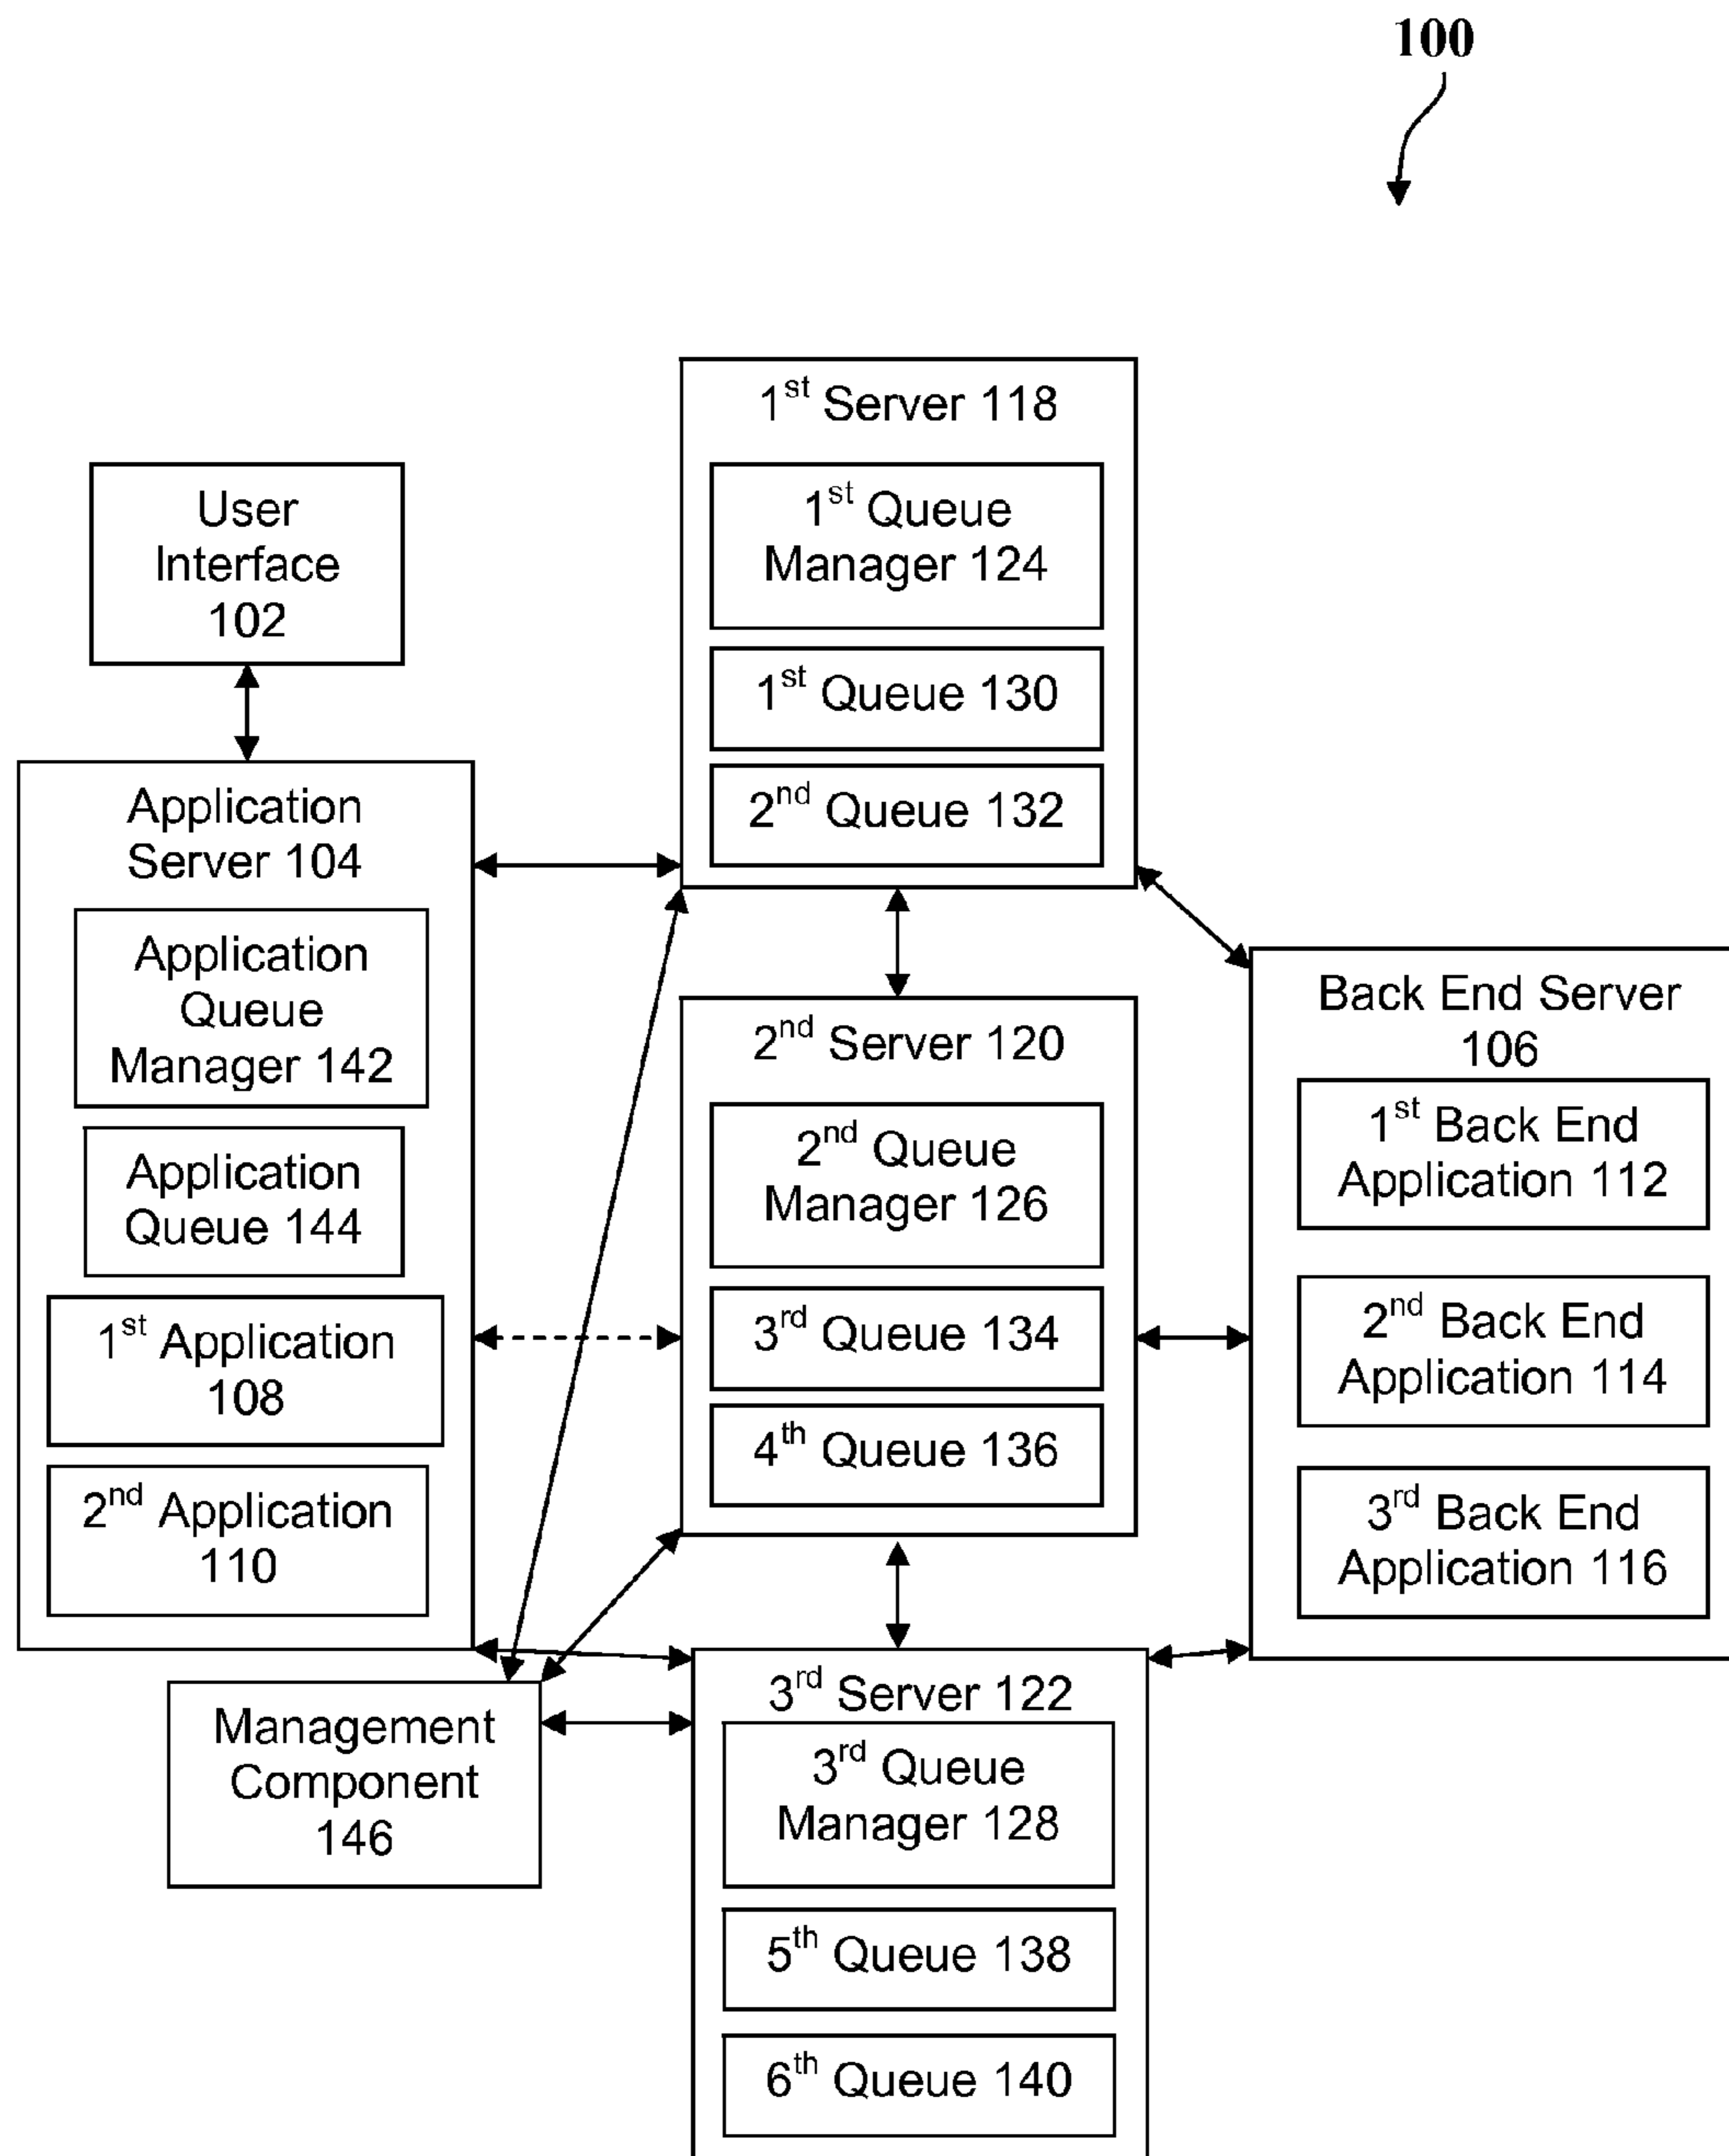 100
1st Server 118
1st Queue
Manager 124
1st Queue 130
2nd Queue 132
User
Interface
102
Application
Server 104
Application
Queue
Manager 142
Application
Queue 144
1st Application
108
2nd Application
110
2nd Server 120
2nd Queue
Manager 126
3rd Queue 134
4th Queue 136
Back End Server
106
1st Back End
Application 112
2nd Back End
Application 114
3rd Back End
Application 116
Management
Component
146
3rd Server 122
3rd Queue
Manager 128
5th Queue 138
6th Queue 140